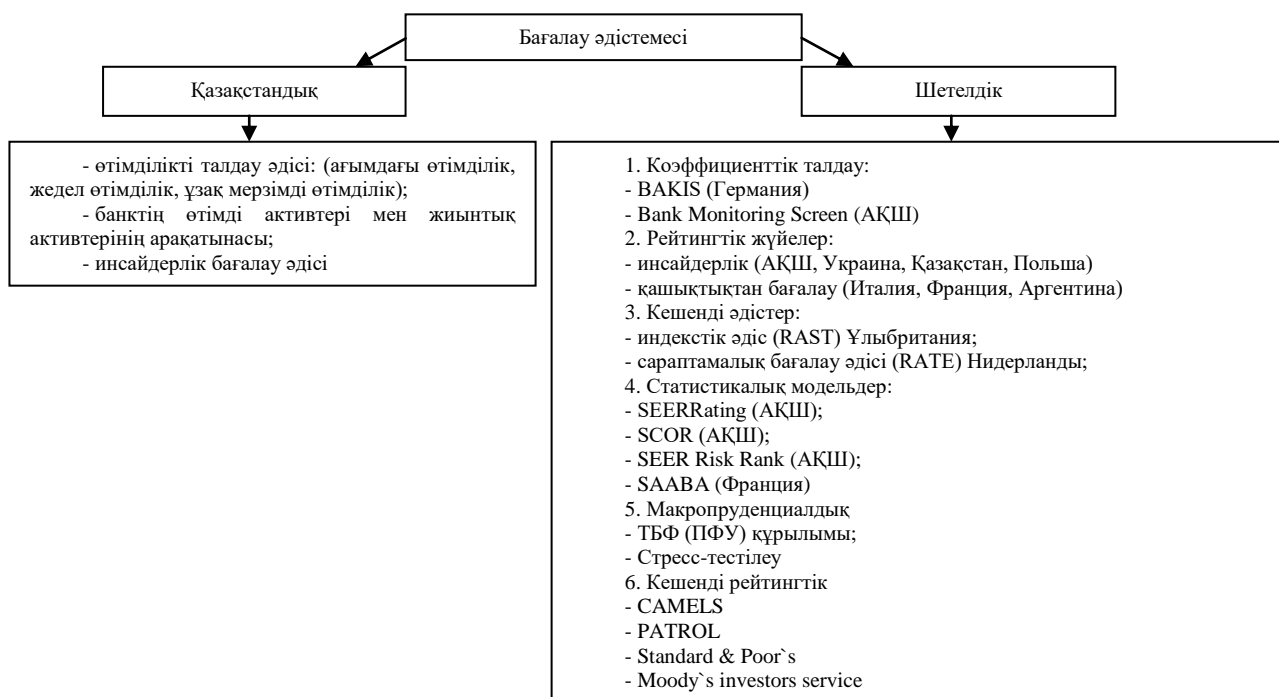 Бағалау әдістемесі
Қазақстандық
Шетелдік
- өтімділікті талдау әдісі: (ағымдағы өтімділік,
жедел өтімділік, ұзақ мерзімді өтімділік);
- банктің өтімді активтері мен жиынтық
активтерінің арақатынасы;
- инсайдерлік бағалау әдісі
1. Коэффициенттік талдау:
- BAKIS (Германия)
- Bank Monitoring Screen (АҚШ)
2. Рейтингтік жүйелер:
- инсайдерлік (АҚШ, Украина, Қазақстан, Польша)
- қашықтықтан бағалау (Италия, Франция, Аргентина)
3. Кешенді әдістер:
- индекстік әдіс (RAST) Ұлыбритания;
- сараптамалық бағалау әдісі (RATE) Нидерланды;
4. Статистикалық модельдер:
- SEERRating (АҚШ);
- SCOR (АҚШ);
- SEER Risk Rank (АҚШ);
- SAABA (Франция)
5. Макропруденциалдық
- ТБФ (ПФУ) құрылымы;
- Стресс-тестілеу
6. Кешенді рейтингтік
- CAMELS
- PATROL
- Standard & Poor`s
- Moody`s investors service